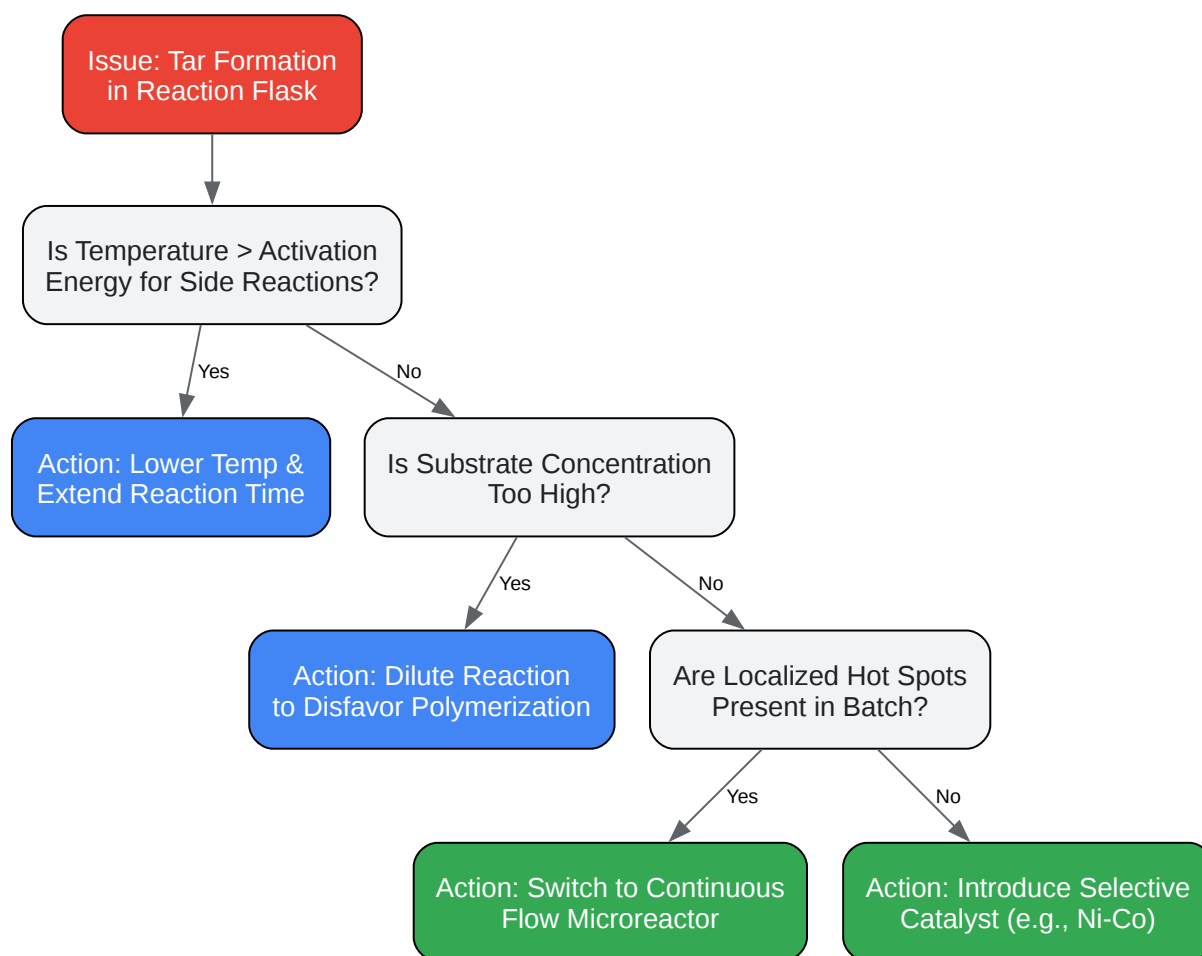 Issue: Tar Formation
in Reaction Flask
Is Temperature > Activation
Energy for Side Reactions?
Yes
No
Action: Lower Temp &
Extend Reaction Time
Is Substrate Concentration
Too High?
Yes
No
Action: Dilute Reaction
to Disfavor Polymerization
Are Localized Hot Spots
Present in Batch?
Yes
No
Action: Switch to Continuous
Flow Microreactor
Action: Introduce Selective
Catalyst (e.g., Ni-Co)